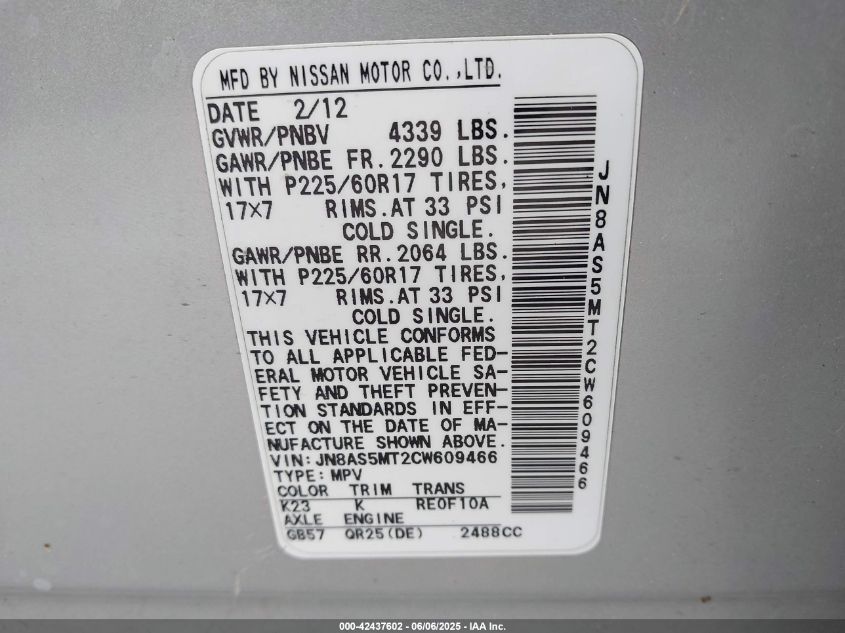 MFD BY NISSAN MOTOR CO.,LTD.
DATE 2/12
GVWR/PNBV 4339 LBS.
GAWR/PNBE FR.2290 LBS.
WITH P225/60R17 TIRES,
17×7 RIMS.AT 33 PSI
COLD SINGLE.
GAWR/PNBE RR.2064 LBS.
WITH P225/60R17 TIRES,
17×7 RIMS.AT 33 PSI
COLD SINGLE.
THIS VEHICLE CONFORMS
TO ALL APPLICABLE FED-
ERAL MOTOR VEHICLE SA-
FETY AND THEFT PREVEN-
TION STANDARDS IN EFF-
ECT ON THE DATE OF MA-
NUFACTURE SHOWN ABOVE.
VIN:JN8AS5MT2CW609466
TYPE:MPV
COLOR TRIM TRANS
K23 K RE0F10A
AXLE ENGINE
GB57 QR25(DE) 2488CC
JN8AS5MT2CW609466
000-42437602 - 06/06/2025 - IAA Inc.